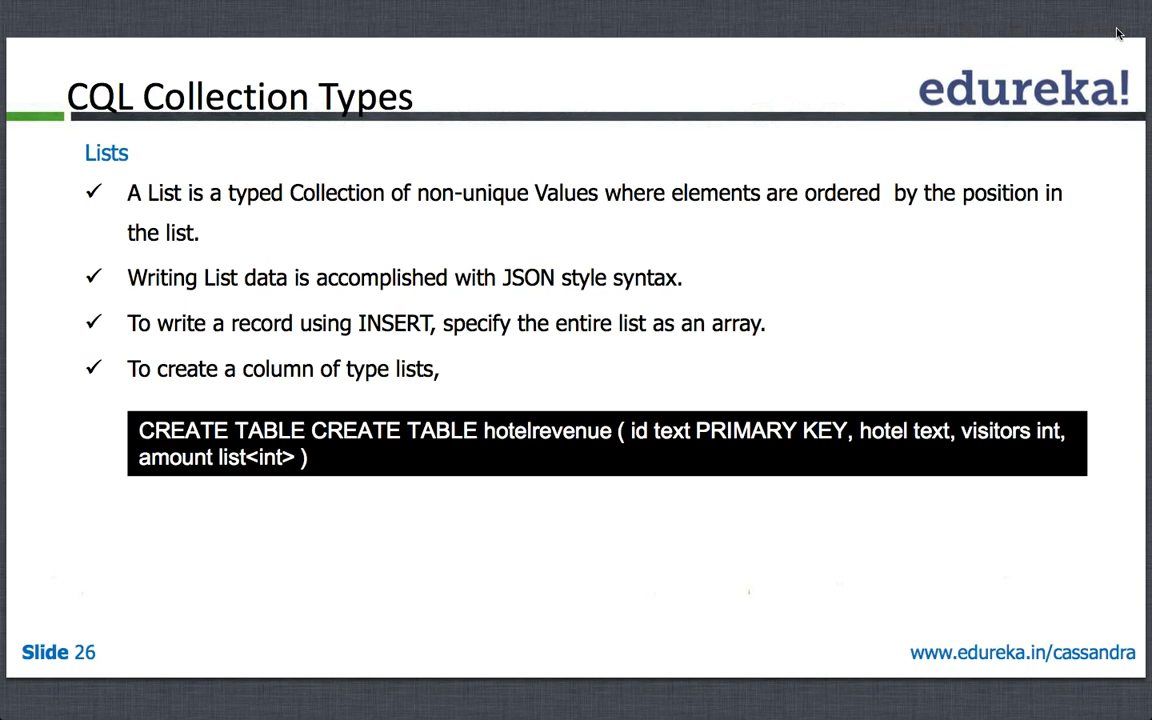 CQL Collection Types
edureka!
Lists
✓ A List is a typed Collection of non-unique Values where elements are ordered by the position in
the list.
✓ Writing List data is accomplished with JSON style syntax.
✓ To write a record using INSERT, specify the entire list as an array.
✓ To create a column of type lists,
CREATE TABLE CREATE TABLE hotelrevenue ( id text PRIMARY KEY, hotel text, visitors int,
amount list<int> )
Slide 26
www.edureka.in/cassandra